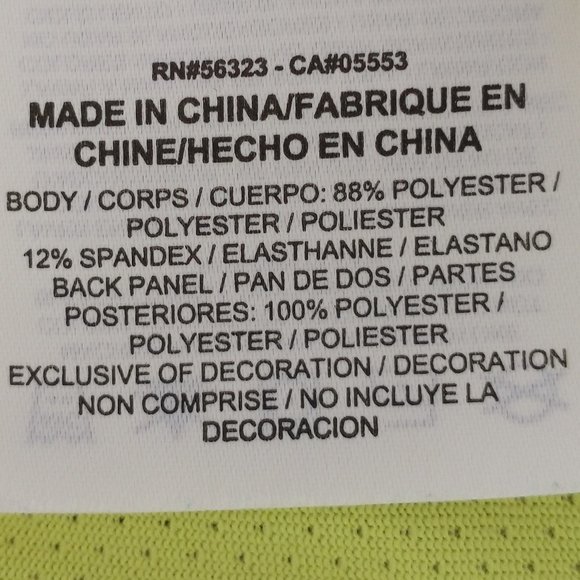 RN#56323 - CA#05553
MADE IN CHINA/FABRIQUE EN
CHINE/HECHO EN CHINA
BODY / CORPS / CUERPO: 88% POLYESTER /
POLYESTER / POLIESTER
12% SPANDEX / ELASTHANNE / ELASTANO
BACK PANEL / PAN DE DOS / PARTES
POSTERIORES: 100% POLYESTER /
POLYESTER / POLIESTER
EXCLUSIVE OF DECORATION / DECORATION
NON COMPRISE / NO INCLUYE LA
DECORACION